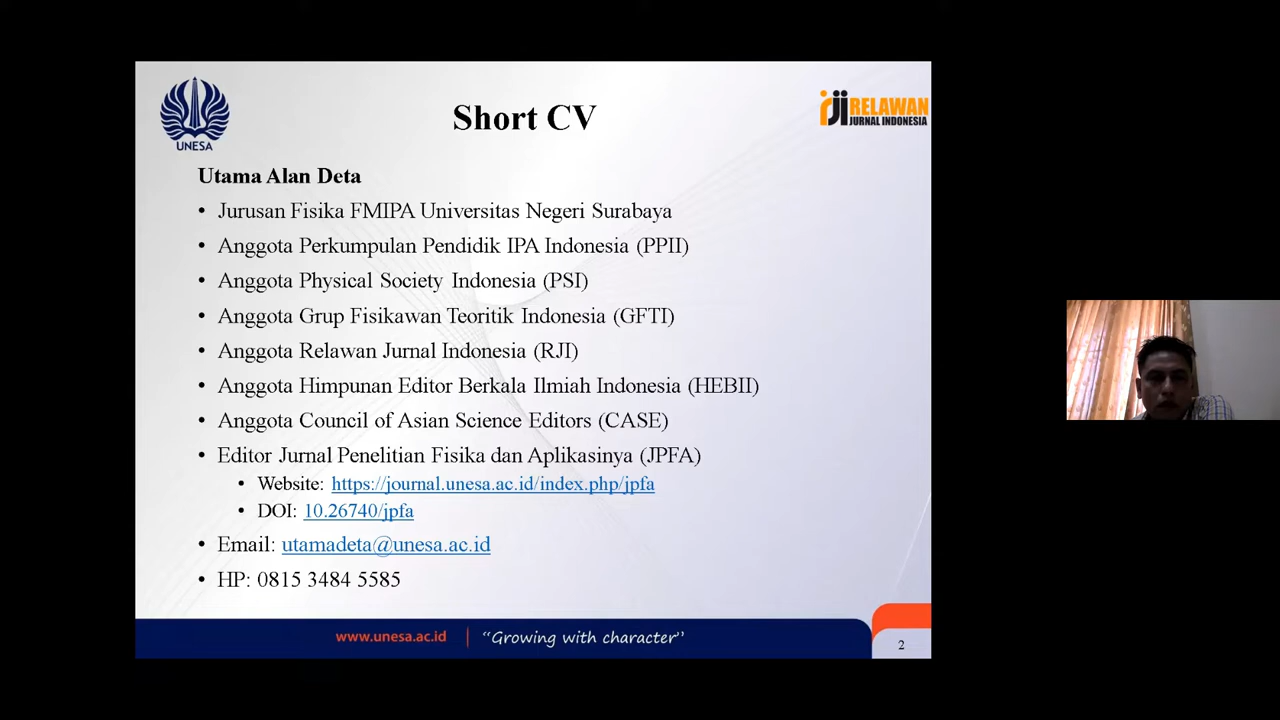 UNESA
Short CV
RELAWAN
JURNAL INDONESIA
Utama Alan Deta
• Jurusan Fisika FMIPA Universitas Negeri Surabaya
• Anggota Perkumpulan Pendidik IPA Indonesia (PPII)
• Anggota Physical Society Indonesia (PSI)
• Anggota Grup Fisikawan Teoritik Indonesia (GFTI)
• Anggota Relawan Jurnal Indonesia (RJI)
• Anggota Himpunan Editor Berkala Ilmiah Indonesia (HEBII)
• Anggota Council of Asian Science Editors (CASE)
• Editor Jurnal Penelitian Fisika dan Aplikasinya (JPFA)
• Website: https://journal.unesa.ac.id/index.php/jpfa
• DOI: 10.26740/jpfa
• Email: utamadeta@unesa.ac.id
• HP: 0815 3484 5585
www.unesa.ac.id | “Growing with character”
2